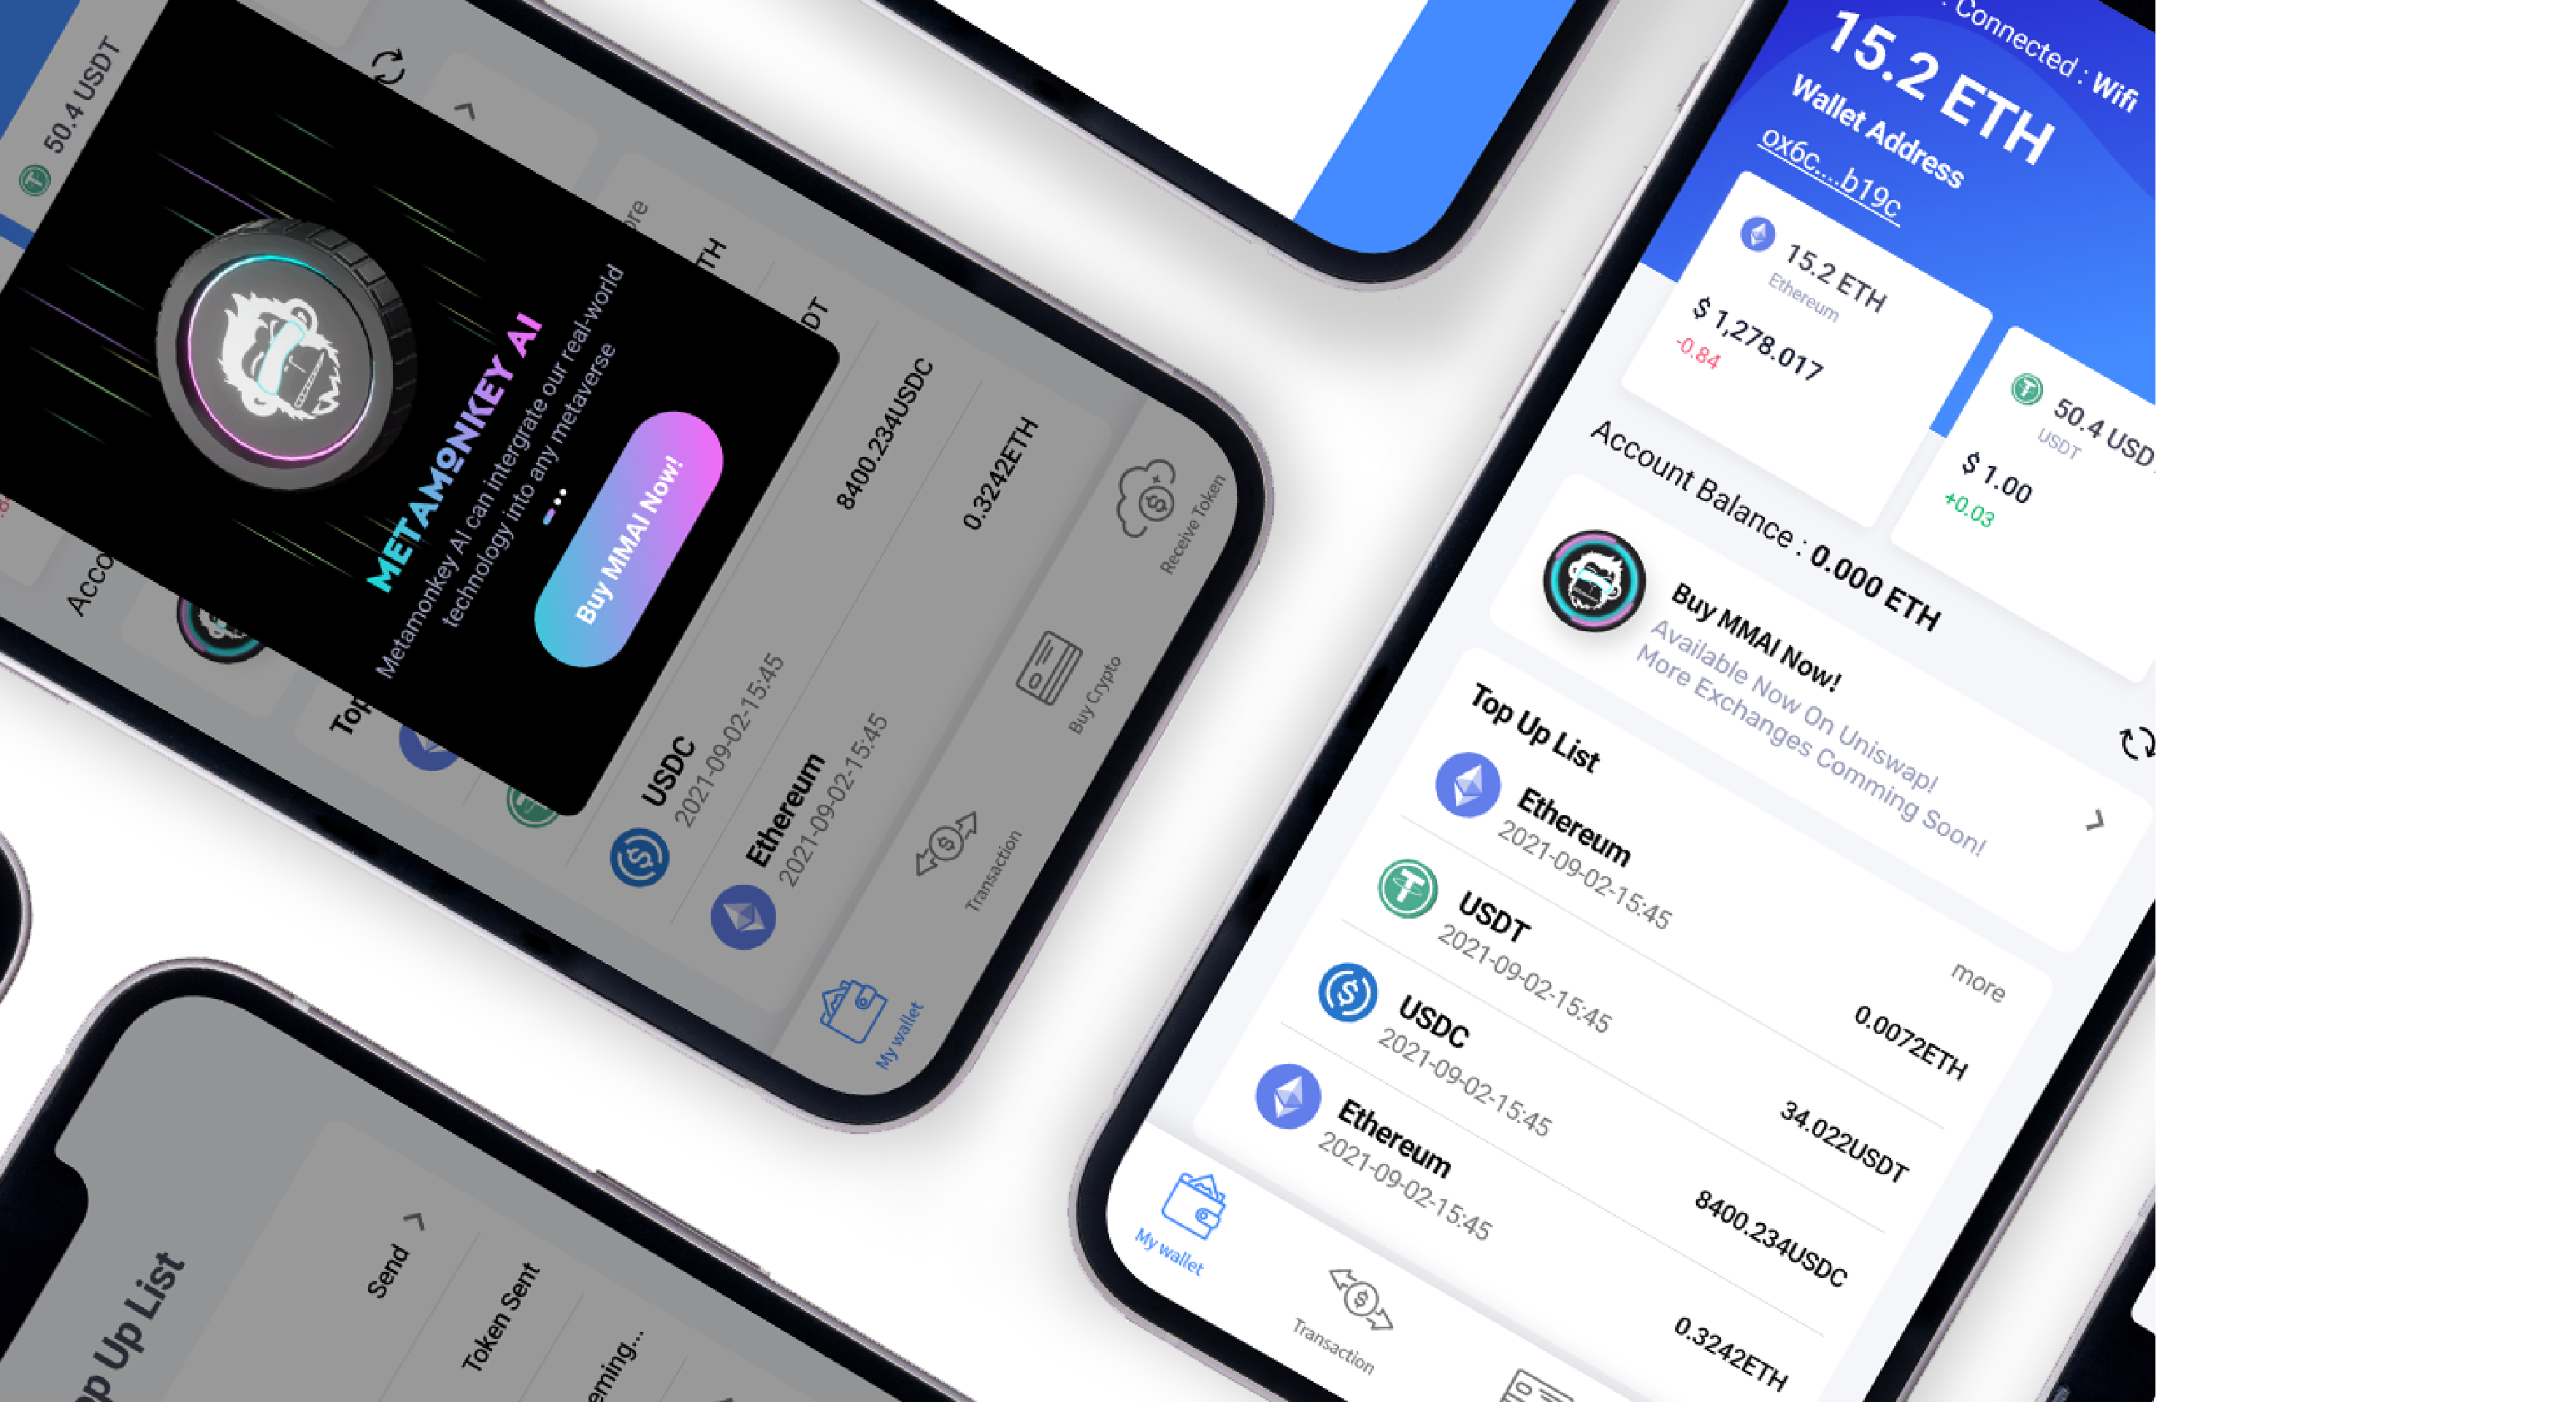 50.4 USDT
METAMONKEY AI
Metamonkey AI can intergrate our real-world
technology into any metaverse
Buy MMAI Now!
8400.234USDC
0.3242ETH
USDC
2021-09-02-15:45
Ethereum
2021-09-02-15:45
Receive Token
Buy Crypto
Transaction
My wallet
Up List
Send
Token Sent
: Connected : Wifi
15.2 ETH
Wallet Address
ox6c....b19c
15.2 ETH
Ethereum
$ 1,278.017
-0.84
50.4 USD
USDT
$ 1.00
+0.03
Account Balance : 0.000 ETH
Buy MMAI Now!
Available Now On Uniswap!
More Exchanges Comming Soon!
Top Up List
more
Ethereum
2021-09-02-15:45
0.0072ETH
USDT
2021-09-02-15:45
34.022USDT
USDC
2021-09-02-15:45
8400.234USDC
Ethereum
2021-09-02-15:45
0.3242ETH
My wallet
Transaction